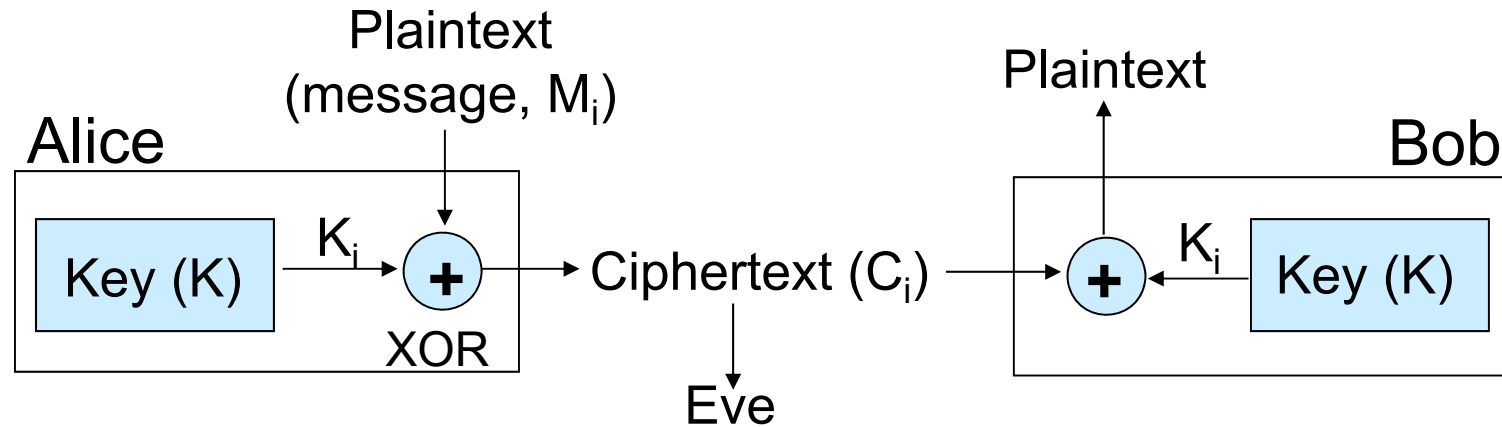 Plaintext
(message, Mᵢ)
Plaintext
Alice
Bob
Key (K)
Kᵢ
+
XOR
Ciphertext (Cᵢ)
+
Kᵢ
Key (K)
Eve